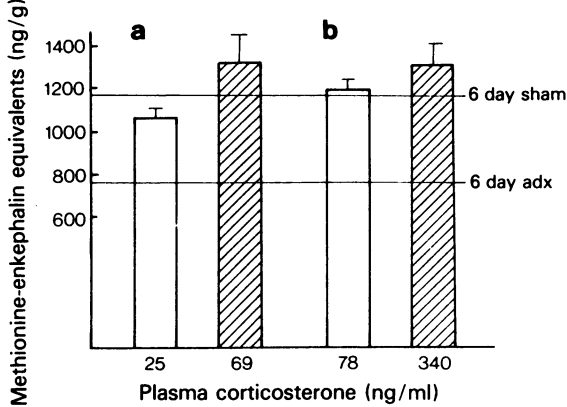 Methionine-enkephalin equivalents (ng/g)
a
b
1400
1200
1000
800
600
6 day sham
6 day adx
25
69
78
340
Plasma corticosterone (ng/ml)